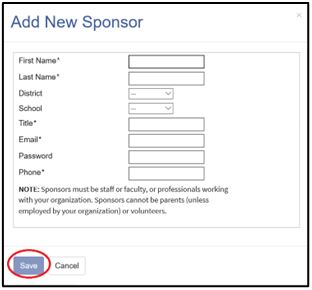 Add New Sponsor
×
First Name*
Last Name*
District
---
School
---
Title*
Email*
Password
Phone*
NOTE: Sponsors must be staff or faculty, or professionals working
with your organization. Sponsors cannot be parents (unless
employed by your organization) or volunteers.
Save Cancel